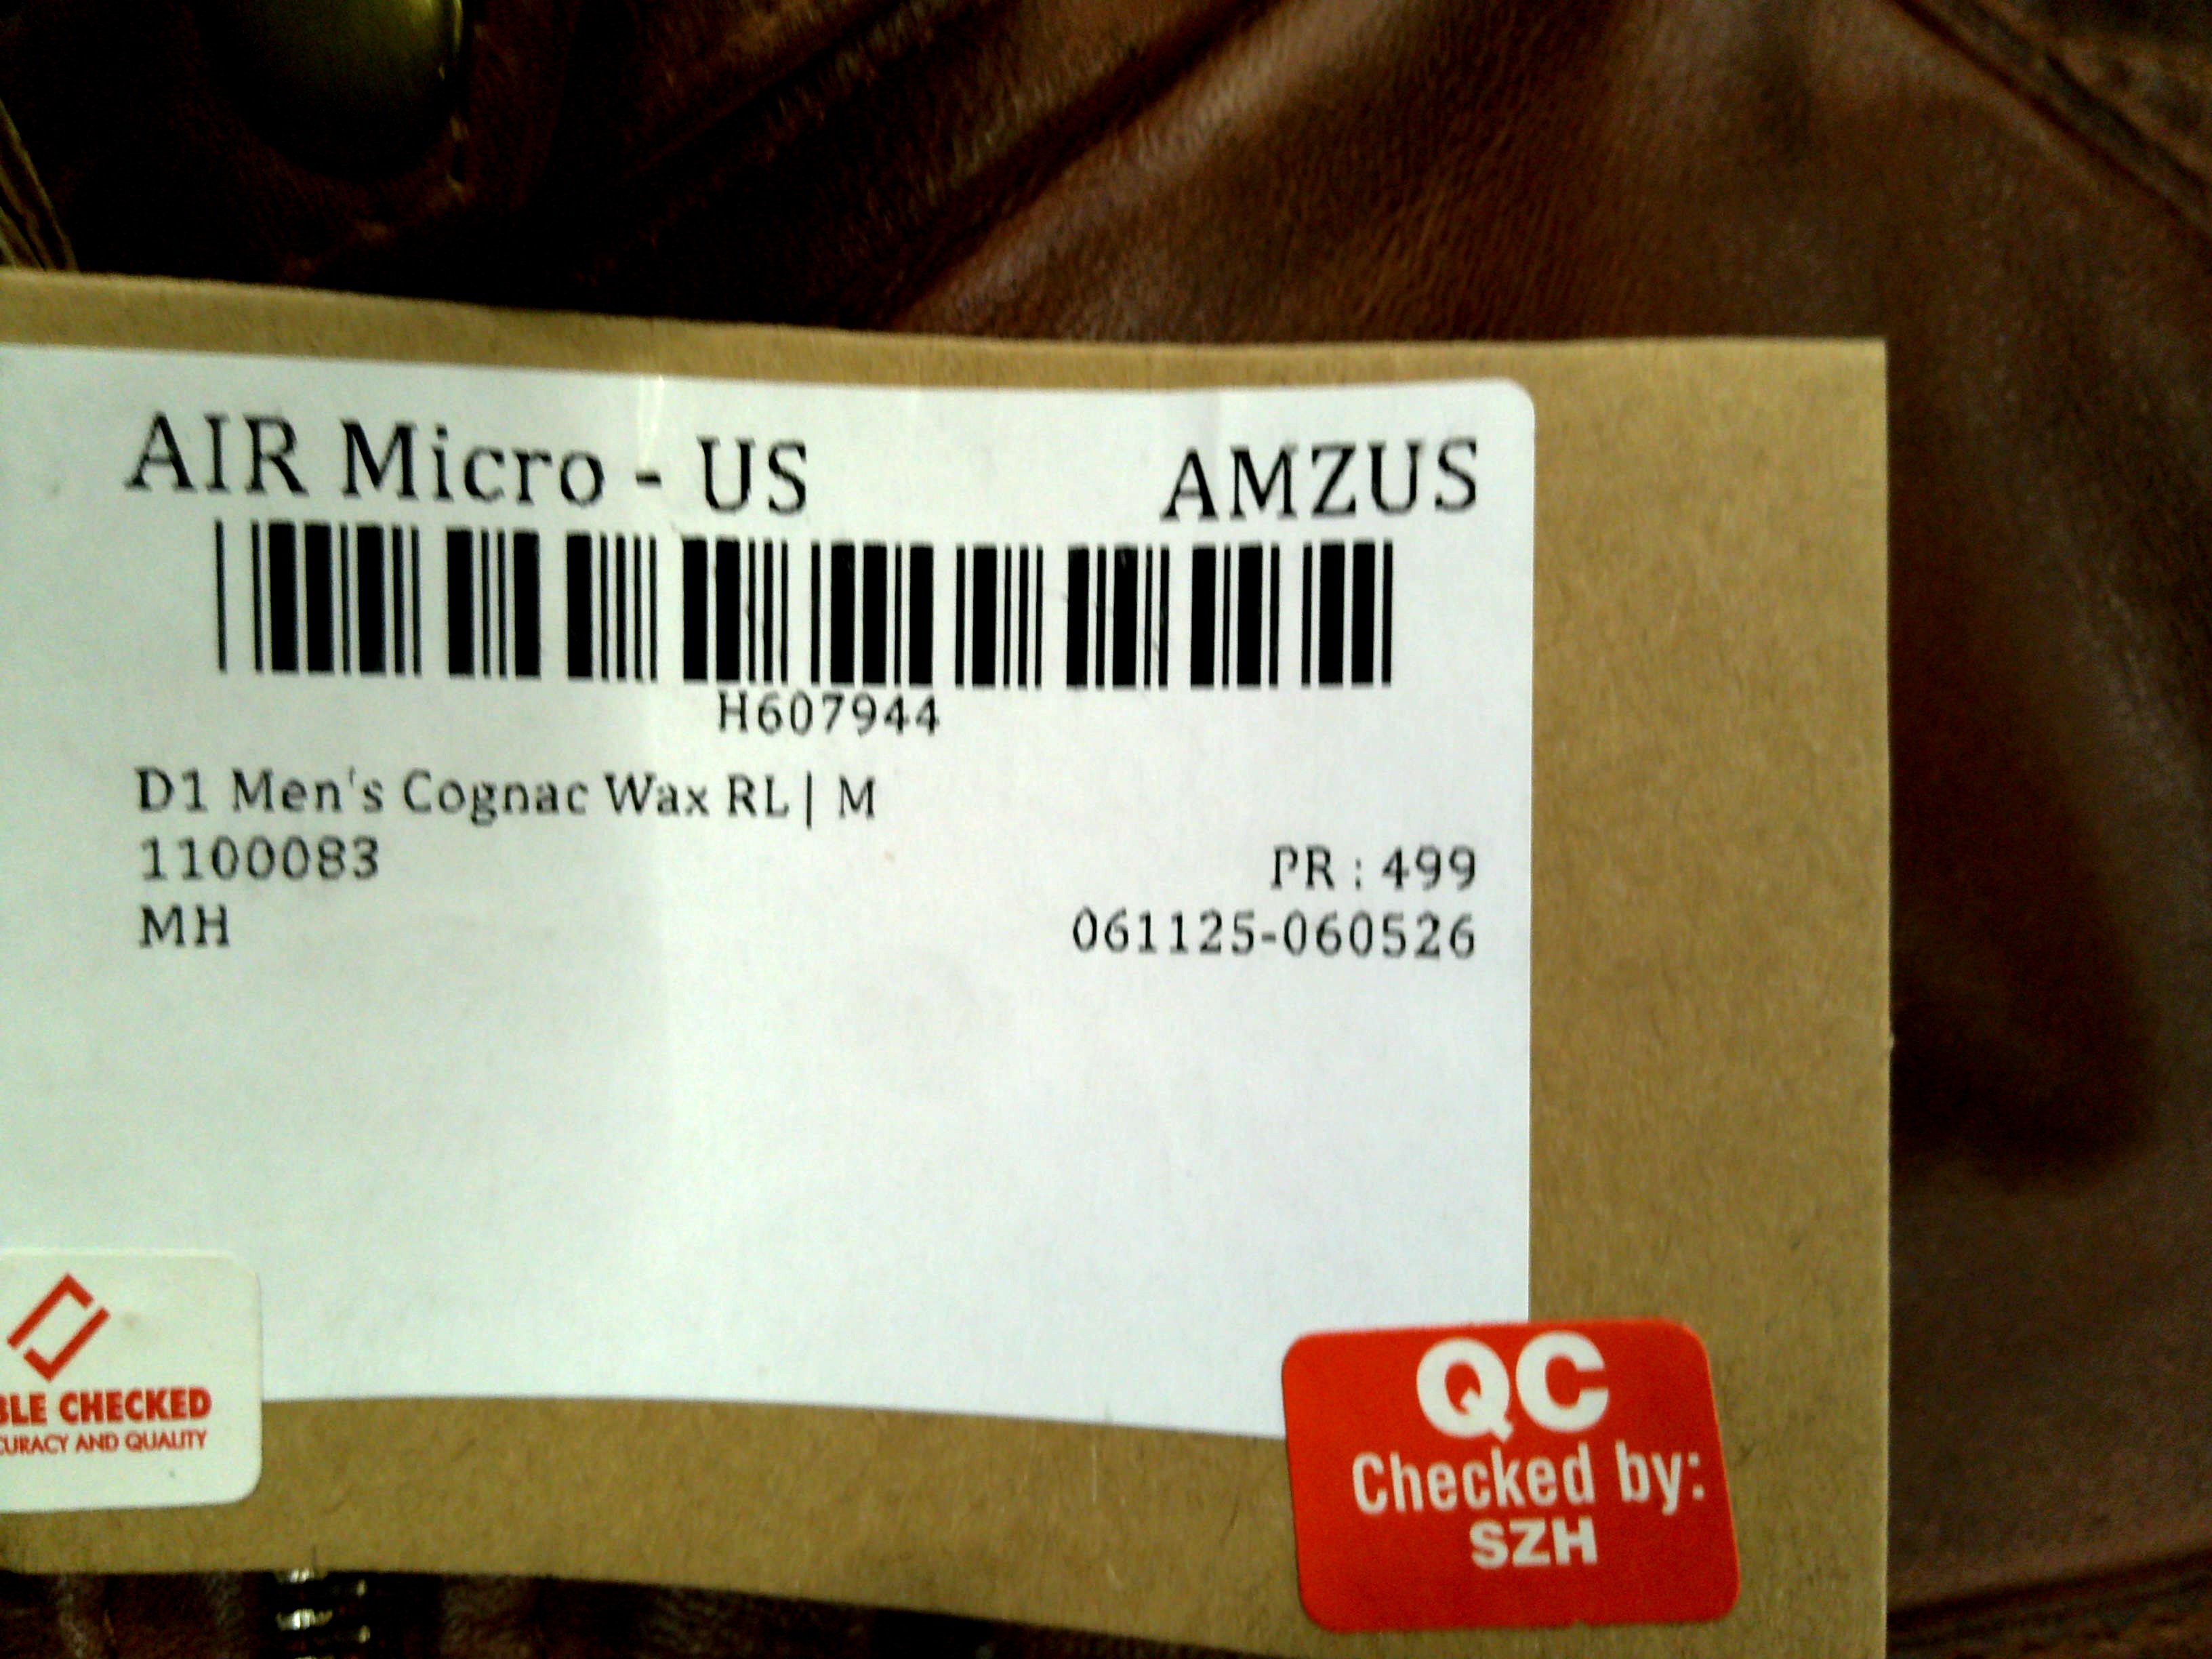 AIR Micro - US AMZUS
H607944
D1 Men's Cognac Wax RL | M
1100083 PR : 499
MH 061125-060526
BLE CHECKED
CURACY AND QUALITY
QC
Checked by:
SZH